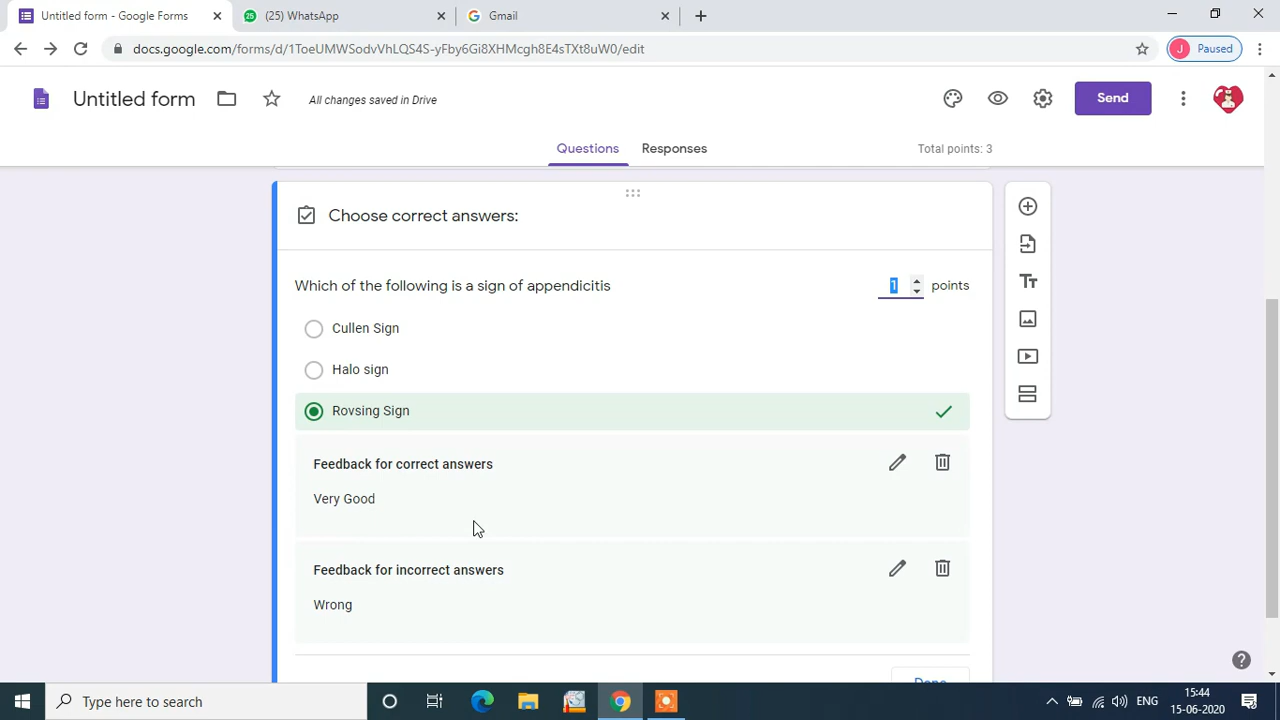 Untitled form - Google Forms
(25) WhatsApp
Gmail
docs.google.com/forms/d/1ToeUMWSodvVhLQS4S-yFby6Gi8XHMcgh8E4sTXt8uW0/edit
J Paused
Untitled form
All changes saved in Drive
Send
Questions
Responses
Total points: 3
Choose correct answers:
Which of the following is a sign of appendicitis
1 points
Cullen Sign
Halo sign
Rovsing Sign
Feedback for correct answers
Very Good
Feedback for incorrect answers
Wrong
Done
Type here to search
ENG
15:44
15-06-2020